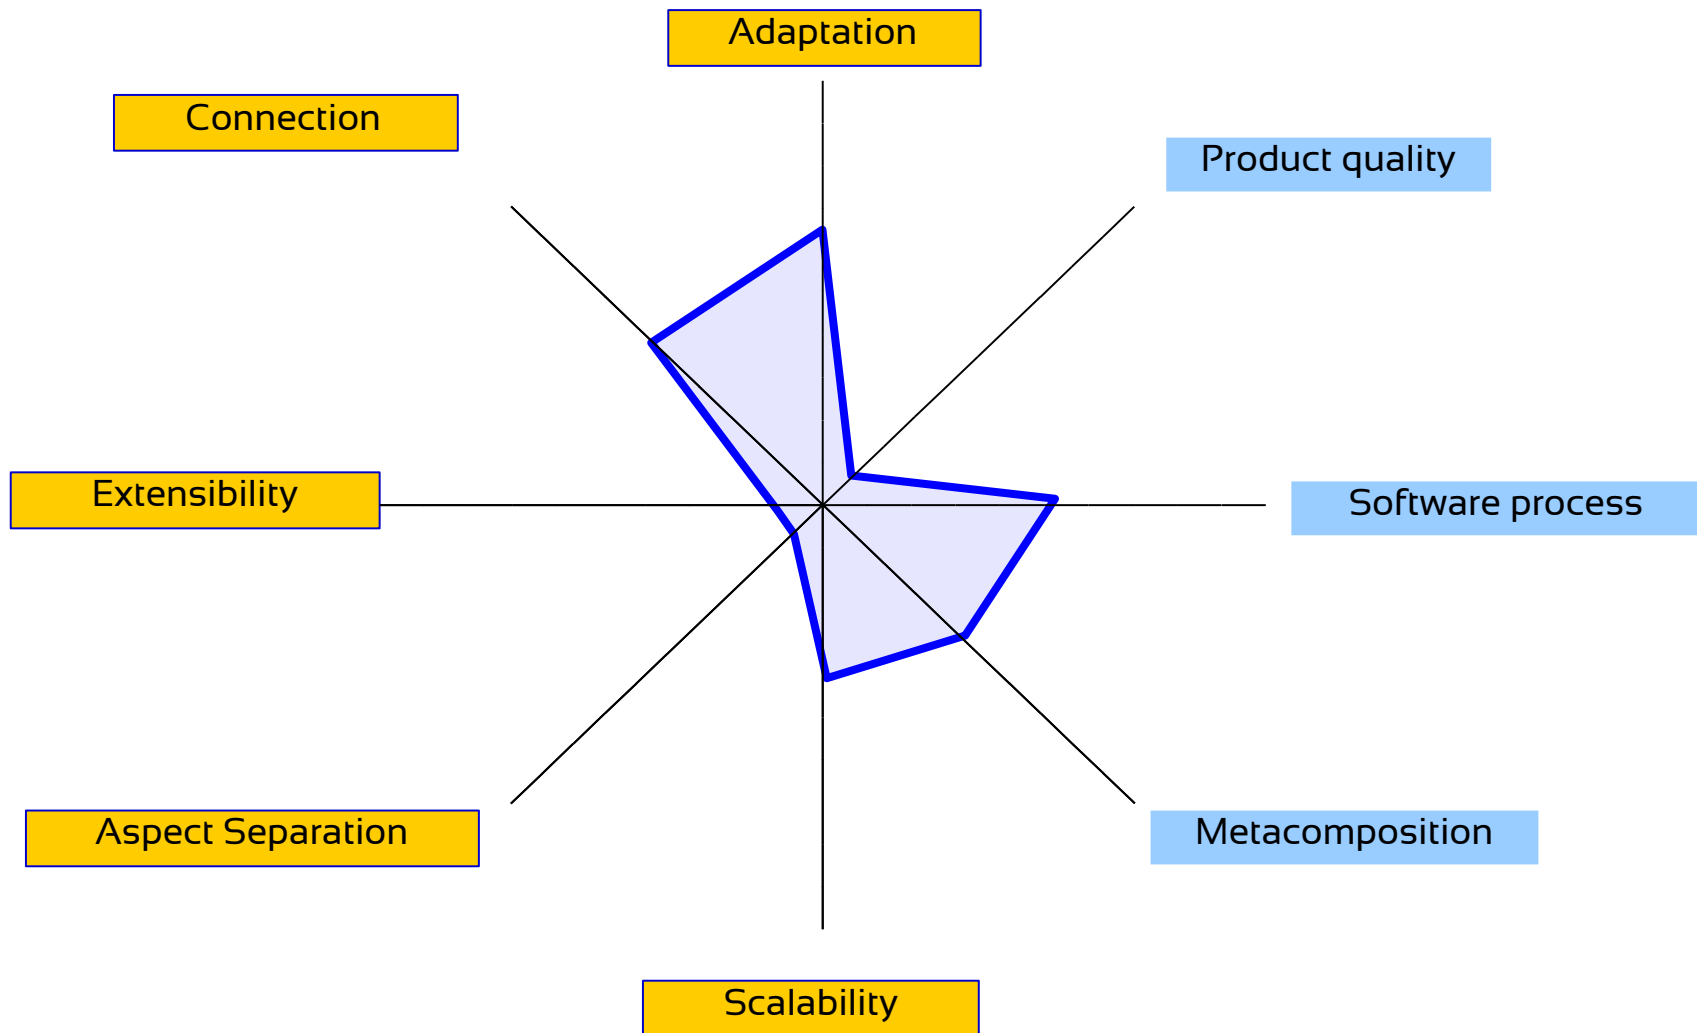 Adaptation
Connection
Product quality
Extensibility
Software process
Aspect Separation
Metacomposition
Scalability